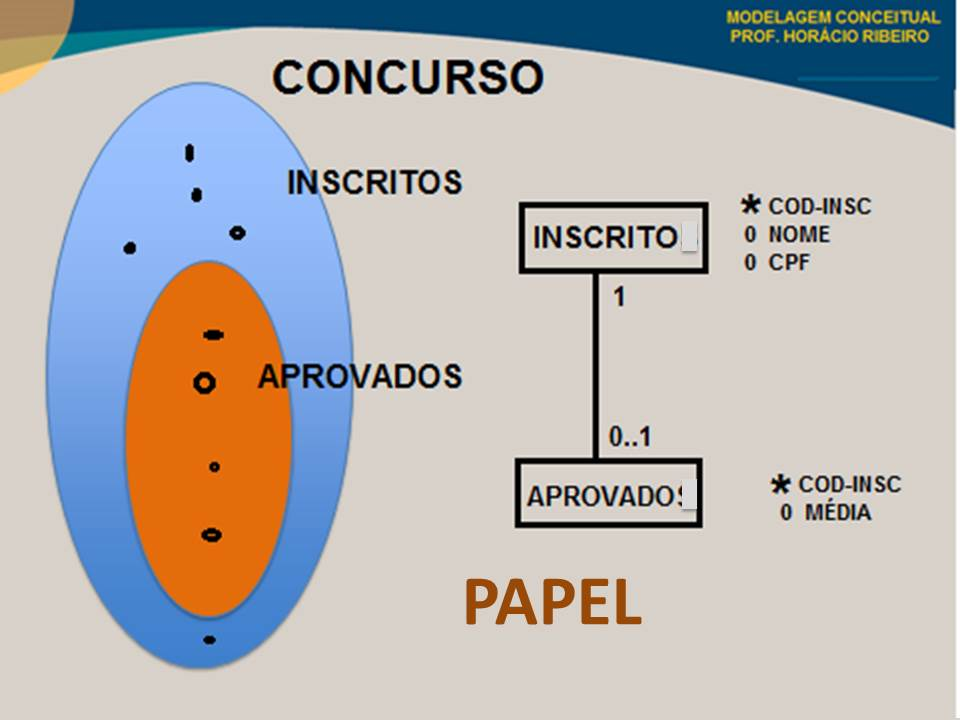 MODELAGEM CONCEITUAL
PROF. HORÁCIO RIBEIRO
CONCURSO
INSCRITOS
INSCRITO
* COD-INSC
0 NOME
0 CPF
1
APROVADOS
0..1
APROVADOS
* COD-INSC
0 MÉDIA
PAPEL